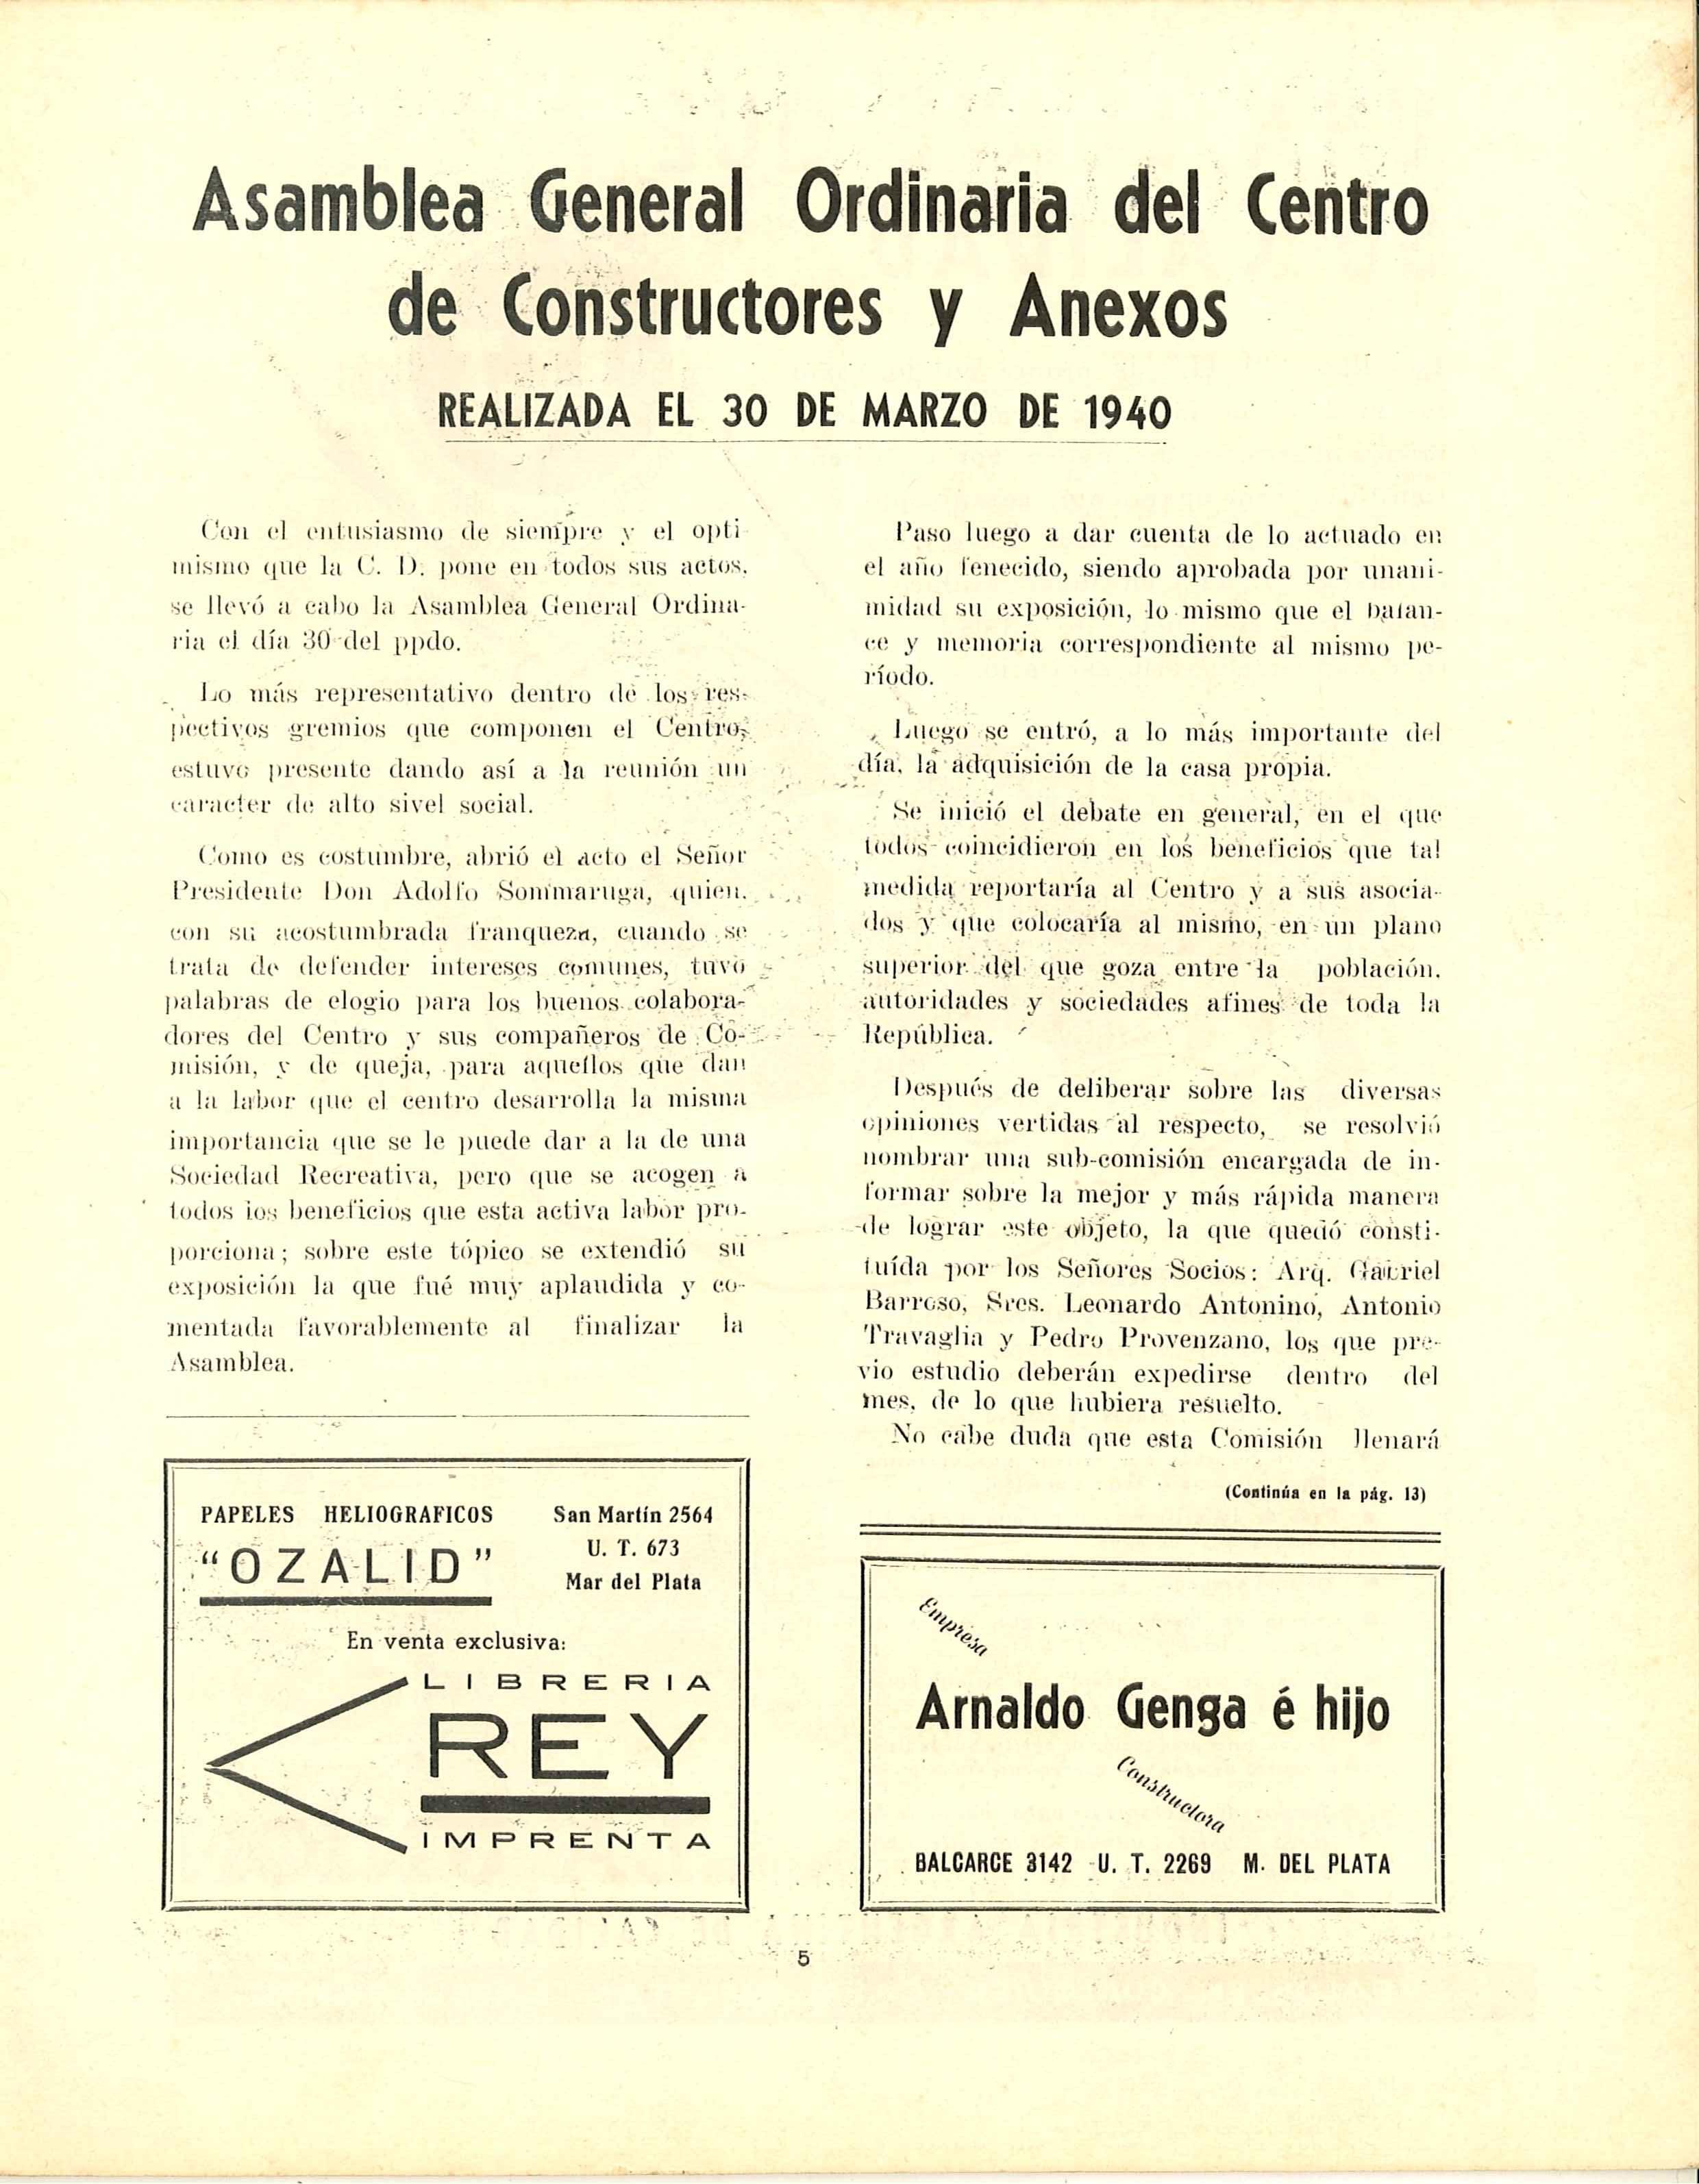 Asamblea General Ordinaria del Centro
de Constructores y Anexos
REALIZADA EL 30 DE MARZO DE 1940
Con el entusiasmo de siempre y el opti
mismo que la C. D. pone en todos sus actos,
se llevó a cabo la Asamblea General Ordina-
ria el día 30 del ppdo.
Lo más representativo dentro de los res-
pectivos gremios que componen el Centro,
estuvo presente dando así a la reunión un
caracter de alto sivel social.
Como es costumbre, abrió el acto el Señor
Presidente Don Adolfo Sommaruga, quien,
con su acostumbrada franqueza, cuando se
trata de defender intereses comunes, tuvo
palabras de elogio para los buenos colabora-
dores del Centro y sus compañeros de Co-
misión, y de queja, para aquellos que dan
a la labor que el centro desarrolla la misma
importancia que se le puede dar a la de una
Sociedad Recreativa, pero que se acogen a
todos los beneficios que esta activa labor pro-
porciona; sobre este tópico se extendió su
exposición la que fué muy aplaudida y co-
mentada favorablemente al finalizar la
Asamblea.
PAPELES HELIOGRAFICOS
"OZALID"
San Martín 2564
U. T. 673
Mar del Plata
En venta exclusiva:
LIBRERIA
REY
IMPRENTA
Paso luego a dar cuenta de lo actuado en
el año fenecido, siendo aprobada por unani-
midad su exposición, lo mismo que el balan-
ce y memoria correspondiente al mismo pe-
ríodo.
Luego se entró, a lo más importante del
día, la adquisición de la casa propia.
Se inició el debate en general, en el que
todos coincidieron en los beneficios que tal
medida reportaría al Centro y a sus asocia-
dos y que colocaría al mismo, en un plano
superior del que goza entre la población,
autoridades y sociedades afines de toda la
República.
Después de deliberar sobre las diversas
opiniones vertidas al respecto, se resolvió
nombrar una sub-comisión encargada de in-
formar sobre la mejor y más rápida manera
de lograr este objeto, la que quedó consti-
tuída por los Señores Socios: Arq. Gabriel
Barroso, Sres. Leonardo Antonino, Antonio
Travaglia y Pedro Provenzano, los que pre-
vio estudio deberán expedirse dentro del
mes, de lo que hubiera resuelto.
No cabe duda que esta Comisión llenará
(Continúa en la pág. 13)
Empresa
Arnaldo Genga é hijo
Constructora
BALCARCE 3142 U. T. 2269 M. DEL PLATA
5